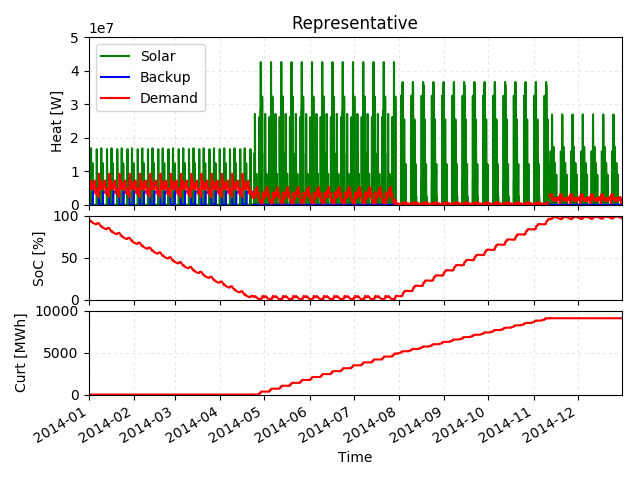 Representative
1e7
Heat [W]
5
4
3
2
1
0
Solar
Backup
Demand
SoC [%]
100
50
0
Curt [MWh]
10000
5000
0
2014-01
2014-02
2014-03
2014-04
2014-05
2014-06
2014-07
2014-08
2014-09
2014-10
2014-11
2014-12
Time